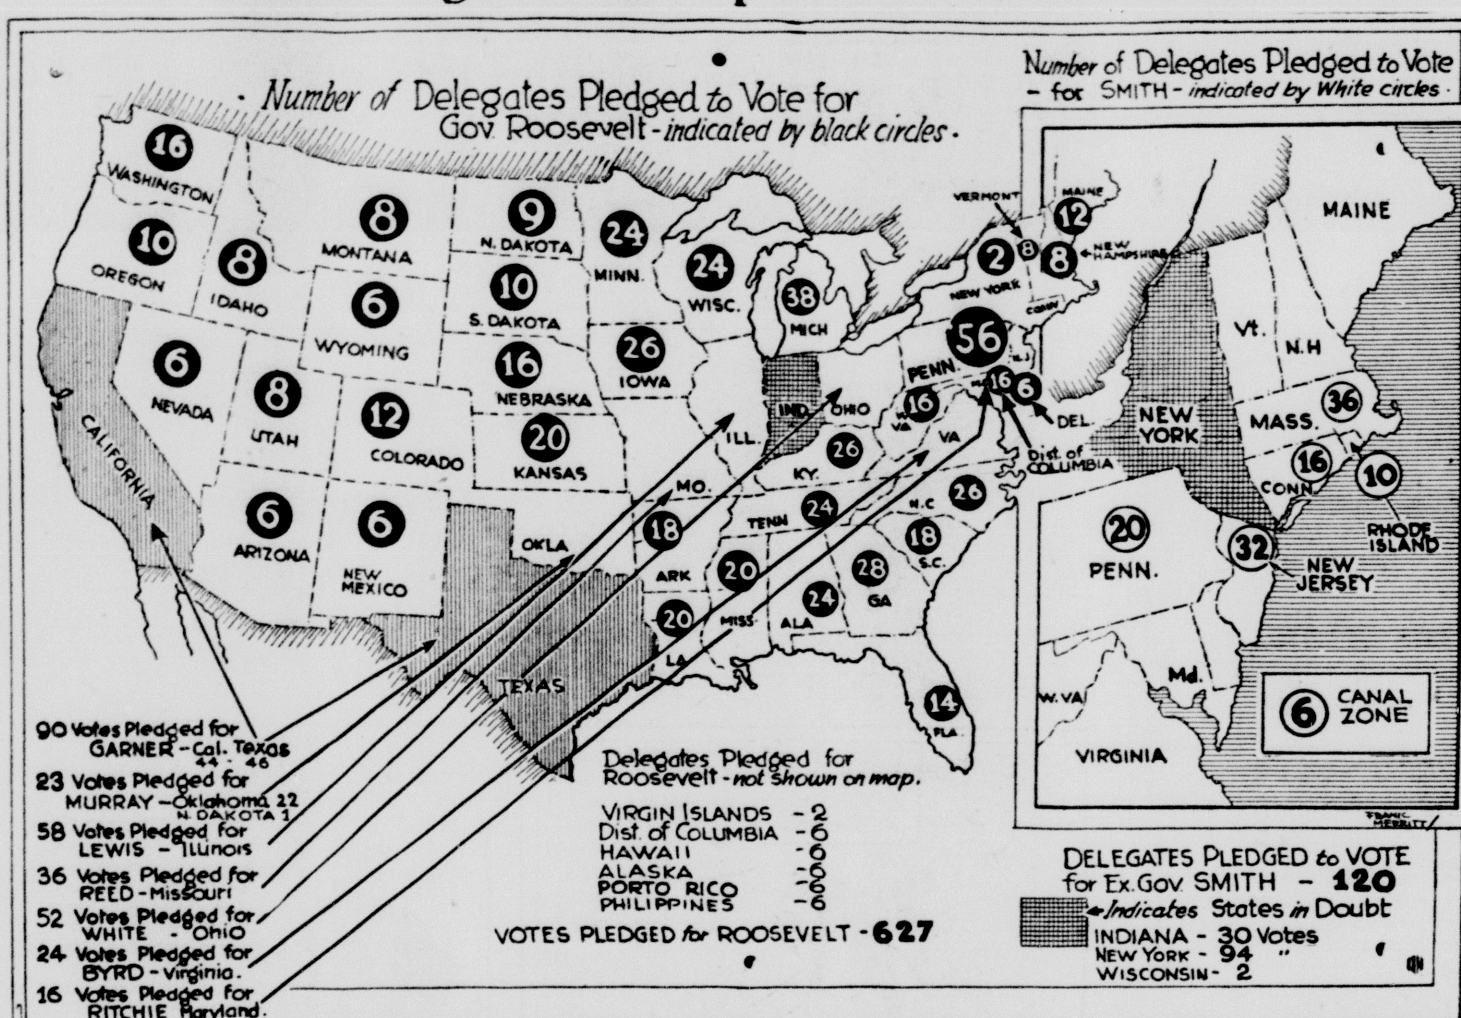 Number of Delegates Pledged to Vote for
Gov. Roosevelt - indicated by black circles.
Number of Delegates Pledged to Vote
- for SMITH - indicated by White circles.
16
WASHINGTON
10
OREGON
8
IDAHO
8
MONTANA
9
N. DAKOTA
24
MINN.
24
WISC.
38
MICH
6
WYOMING
10
S. DAKOTA
16
NEBRASKA
26
IOWA
6
NEVADA
8
UTAH
12
COLORADO
20
KANSAS
CALIFORNIA
6
ARIZONA
6
NEW
MEXICO
OKLA
TEXAS
MO.
ILL.
IND.
OHIO
26
KY.
24
TENN
18
ARK
20
LA
20
MISS
24
ALA
28
GA
18
S.C.
26
N.C
14
FLA.
VA
16
W.
VA
56
PENN
N.J
16
6
DEL.
Dist. of
COLUMBIA
2
NEW YORK
VERMONT
8
MAINE
12
8
NEW
HAMPSHIRE
CONN
MAINE
Vt.
N.H
MASS.
36
16
CONN.
10
RHODE
ISLAND
NEW
YORK
20
PENN.
32
NEW
JERSEY
Md.
W.VA
VIRGINIA
6 CANAL
ZONE
90 Votes Pledged for
GARNER - Cal. Texas
44 - 46
23 Votes Pledged for
MURRAY - Oklahoma 22
N. DAKOTA 1
58 Votes Pledged for
LEWIS - Illinois
36 Votes Pledged for
REED - Missouri
52 Votes Pledged for
WHITE - Ohio
24 Votes Pledged for
BYRD - Virginia.
16 Votes Pledged for
RITCHIE Maryland.
Delegates Pledged for
Roosevelt - not shown on map.
VIRGIN ISLANDS - 2
Dist. of COLUMBIA - 6
HAWAII - 6
ALASKA - 6
PORTO RICO - 6
PHILIPPINES - 6
VOTES PLEDGED for ROOSEVELT - 627
MERRITT
DELEGATES PLEDGED to VOTE
for Ex. Gov. SMITH - 120
Indicates States in Doubt
INDIANA - 30 Votes
NEW YORK - 94 "
WISCONSIN - 2